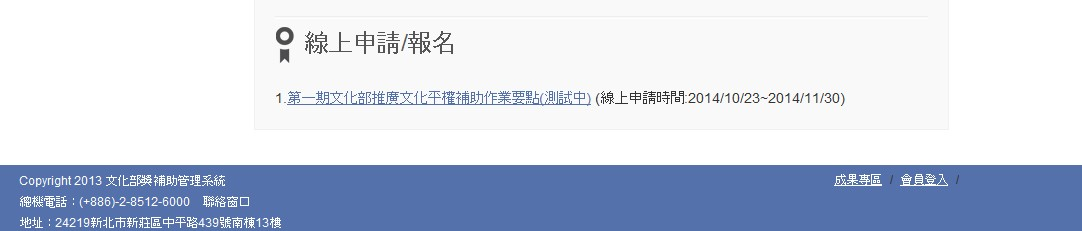 線上申請/報名
1.第一期文化部推廣文化平權補助作業要點(測試中) (線上申請時間:2014/10/23~2014/11/30)
Copyright 2013 文化部獎補助管理系統
成果專區 / 會員登入 /
總機電話：(+886)-2-8512-6000 聯絡窗口
地址：24219新北市新莊區中平路439號南棟13樓